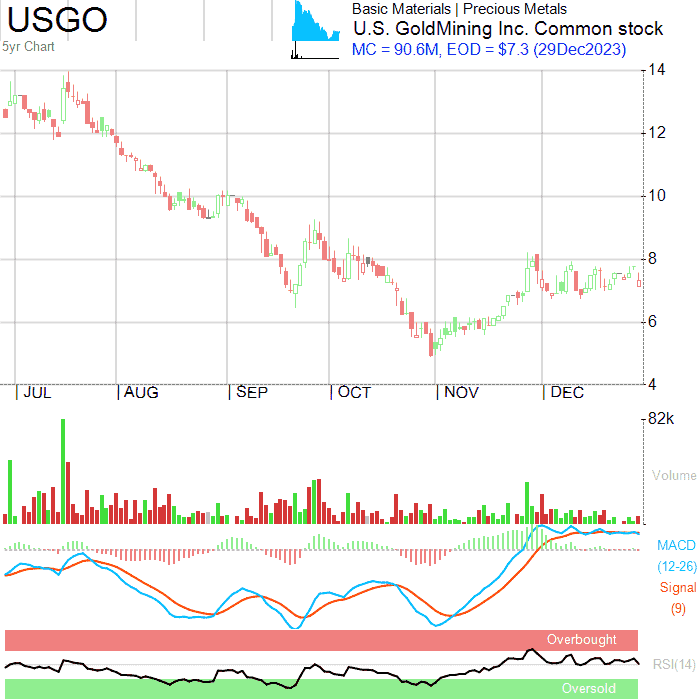 USGO
5yr Chart
Basic Materials | Precious Metals
U.S. GoldMining Inc. Common stock
MC = 90.6M, EOD = $7.3 (29Dec2023)
14
12
10
8
6
4
|JUL |AUG |SEP |OCT |NOV |DEC
82k
Volume
MACD
(12-26)
Signal
(9)
Overbought
RSI(14)
Oversold